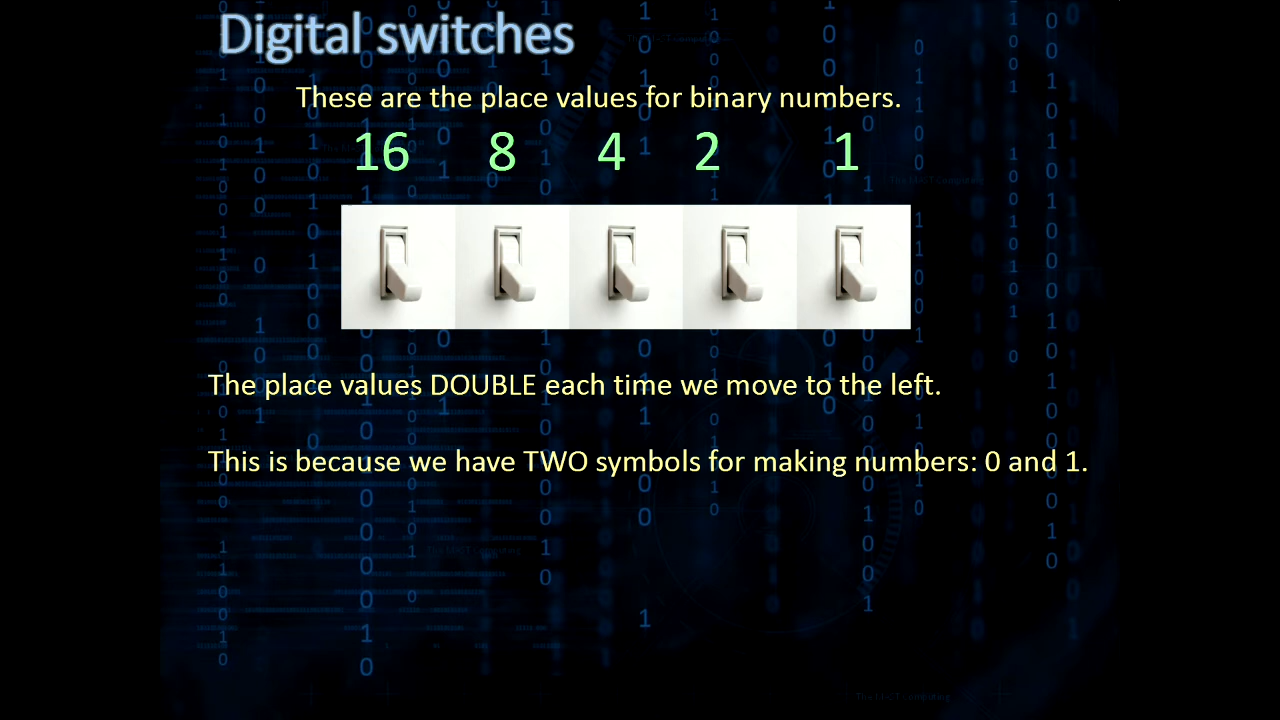 Digital switches
These are the place values for binary numbers.
16 8 4 2 1
The place values DOUBLE each time we move to the left.
This is because we have TWO symbols for making numbers: 0 and 1.